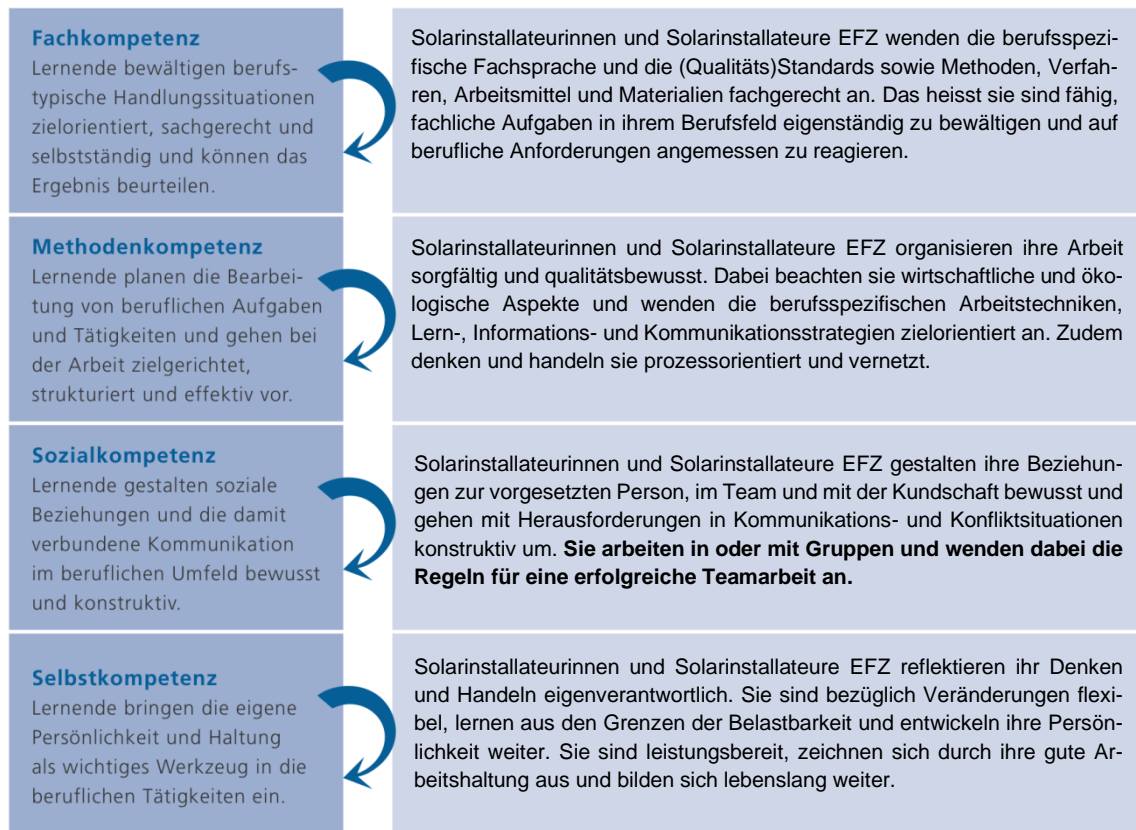 Fachkompetenz
Lernende bewältigen berufs-
typische Handlungssituationen
zielorientiert, sachgerecht und
selbstständig und können das
Ergebnis beurteilen.
Solarinstallateurinnen und Solarinstallateure EFZ wenden die berufsspezi-
fische Fachsprache und die (Qualitäts)Standards sowie Methoden, Verfah-
ren, Arbeitsmittel und Materialien fachgerecht an. Das heisst sie sind fähig,
fachliche Aufgaben in ihrem Berufsfeld eigenständig zu bewältigen und auf
berufliche Anforderungen angemessen zu reagieren.
Methodenkompetenz
Lernende planen die Bearbei-
tung von beruflichen Aufgaben
und Tätigkeiten und gehen bei
der Arbeit zielgerichtet,
strukturiert und effektiv vor.
Solarinstallateurinnen und Solarinstallateure EFZ organisieren ihre Arbeit
sorgfältig und qualitätsbewusst. Dabei beachten sie wirtschaftliche und öko-
logische Aspekte und wenden die berufsspezifischen Arbeitstechniken,
Lern-, Informations- und Kommunikationsstrategien zielorientiert an. Zudem
denken und handeln sie prozessorientiert und vernetzt.
Sozialkompetenz
Lernende gestalten soziale
Beziehungen und die damit
verbundene Kommunikation
im beruflichen Umfeld bewusst
und konstruktiv.
Solarinstallateurinnen und Solarinstallateure EFZ gestalten ihre Beziehun-
gen zur vorgesetzten Person, im Team und mit der Kundschaft bewusst und
gehen mit Herausforderungen in Kommunikations- und Konfliktsituationen
konstruktiv um. Sie arbeiten in oder mit Gruppen und wenden dabei die
Regeln für eine erfolgreiche Teamarbeit an.
Selbstkompetenz
Lernende bringen die eigene
Persönlichkeit und Haltung
als wichtiges Werkzeug in die
beruflichen Tätigkeiten ein.
Solarinstallateurinnen und Solarinstallateure EFZ reflektieren ihr Denken
und Handeln eigenverantwortlich. Sie sind bezüglich Veränderungen flexi-
bel, lernen aus den Grenzen der Belastbarkeit und entwickeln ihre Persön-
lichkeit weiter. Sie sind leistungsbereit, zeichnen sich durch ihre gute Ar-
beitshaltung aus und bilden sich lebenslang weiter.